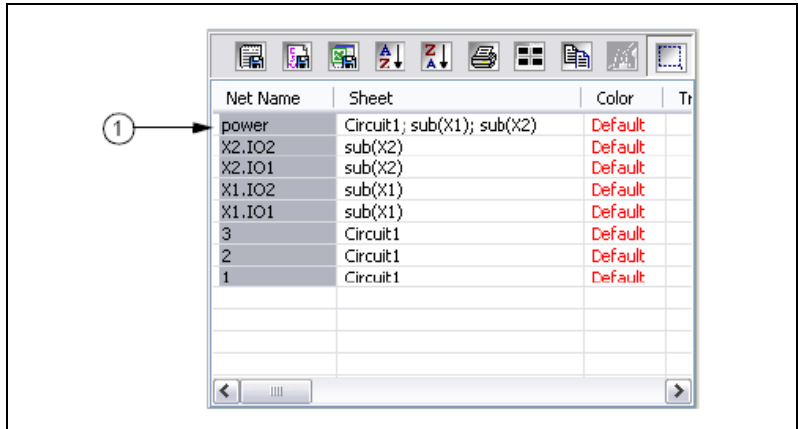 Net Name Sheet Color Tr
1
power Circuit1; sub(X1); sub(X2) Default
X2.IO2 sub(X2) Default
X2.IO1 sub(X2) Default
X1.IO2 sub(X1) Default
X1.IO1 sub(X1) Default
3 Circuit1 Default
2 Circuit1 Default
1 Circuit1 Default